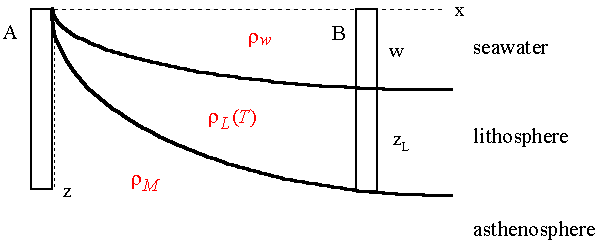 x
A
ρw
B
w
seawater
ρL(T)
zL
lithosphere
z
ρM
asthenosphere